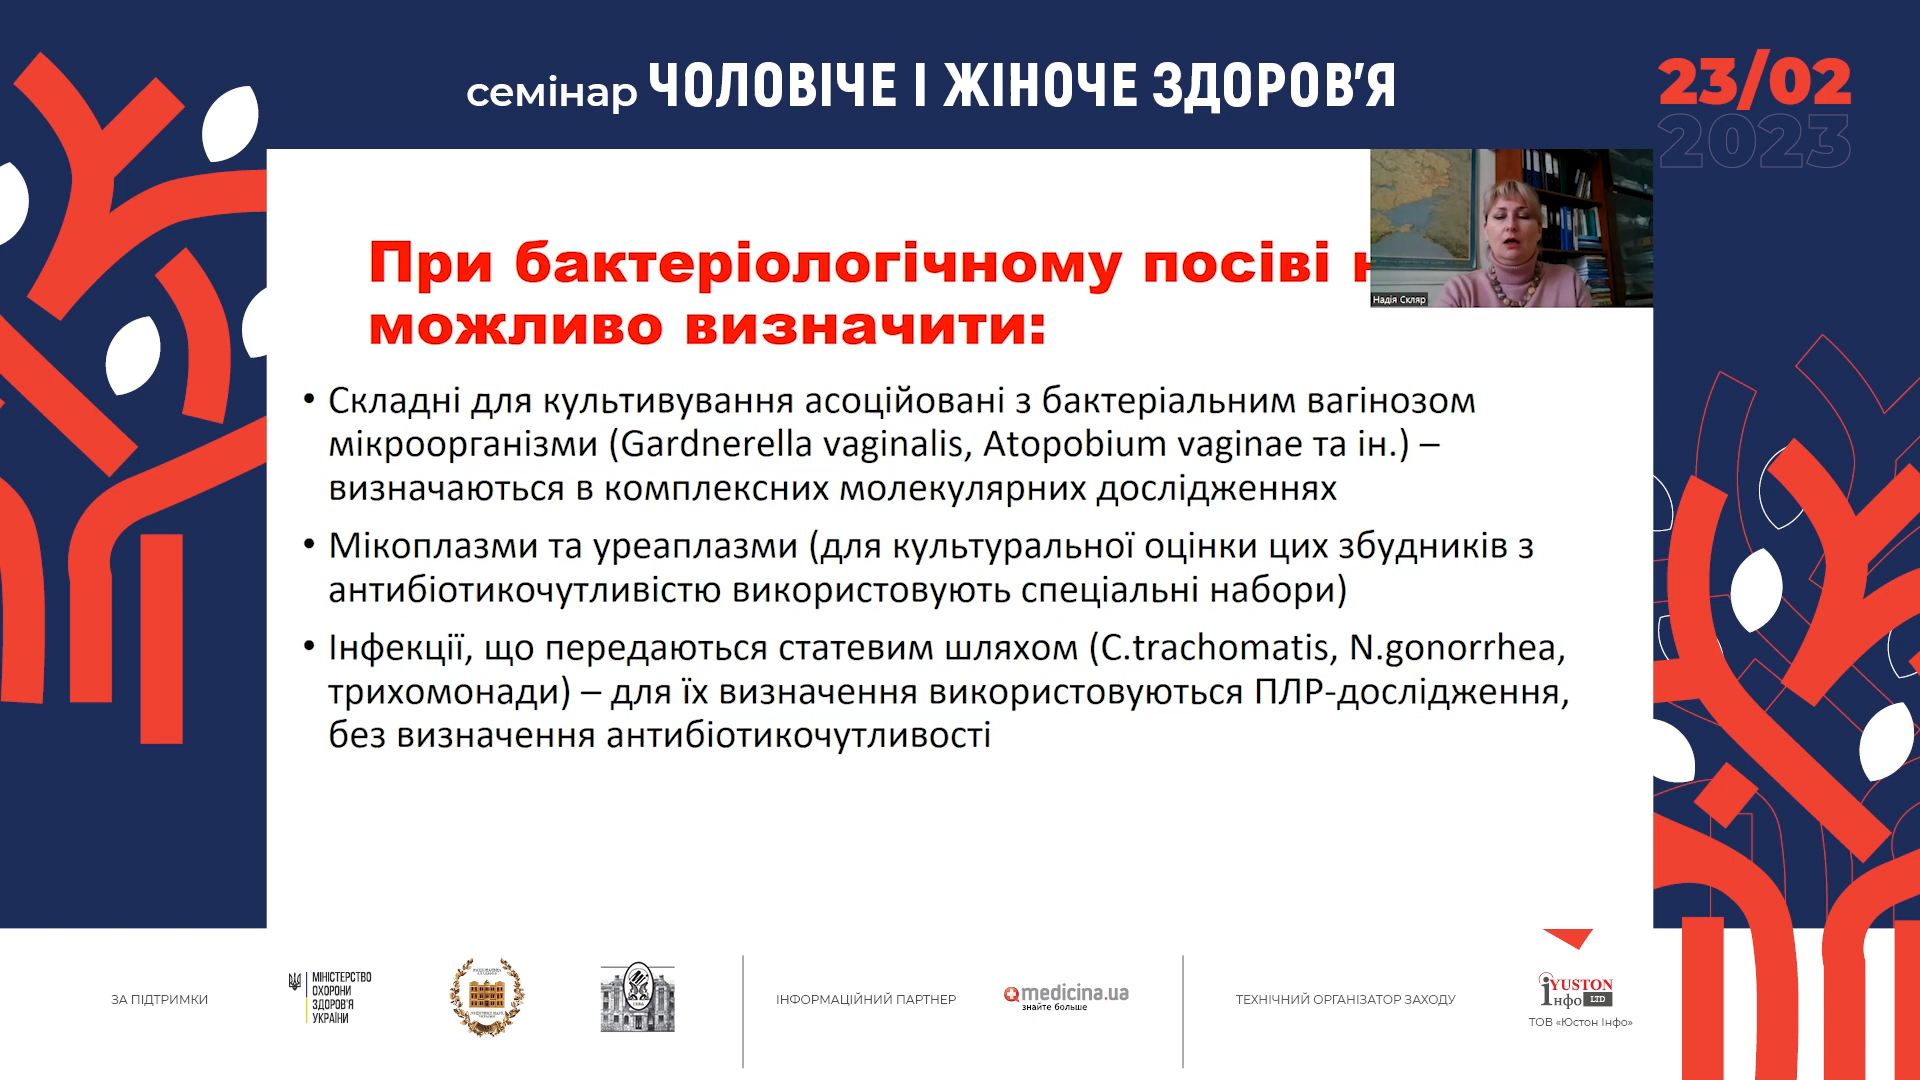 семінар ЧОЛОВІЧЕ І ЖІНОЧЕ ЗДОРОВ'Я
23/02
2023
При бактеріологічному посіві н
можливо визначити:
Надія Скляр
• Складні для культивування асоційовані з бактеріальним вагінозом
мікроорганізми (Gardnerella vaginalis, Atopobium vaginae та ін.) –
визначаються в комплексних молекулярних дослідженнях
• Мікоплазми та уреаплазми (для культуральної оцінки цих збудників з
антибіотикочутливістю використовують спеціальні набори)
• Інфекції, що передаються статевим шляхом (C.trachomatis, N.gonorrhea,
трихомонади) – для їх визначення використовуються ПЛР-дослідження,
без визначення антибіотикочутливості
ЗА ПІДТРИМКИ
МІНІСТЕРСТВО
ОХОРОНИ
ЗДОРОВ'Я
УКРАЇНИ
ІНФОРМАЦІЙНИЙ ПАРТНЕР
medicina.ua
знайте больше
ТЕХНІЧНИЙ ОРГАНІЗАТОР ЗАХОДУ
YUSTON
Інфо LTD
ТОВ «Юстон Інфо»